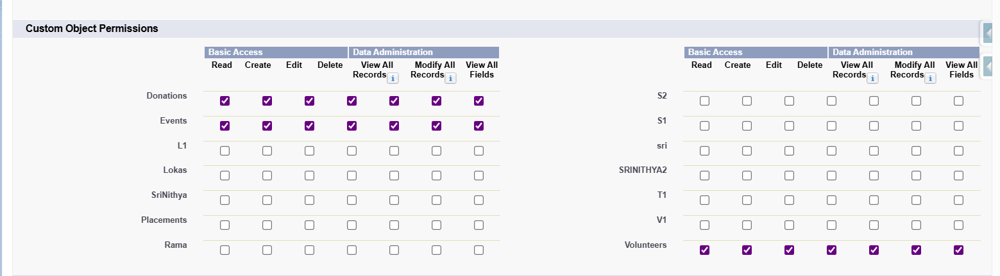 Custom Object Permissions
Basic Access Data Administration
Read Create Edit Delete View All Records i Modify All Records i View All Fields
Donations
Events
L1
Lokas
SriNithya
Placements
Rama
Basic Access Data Administration
Read Create Edit Delete View All Records i Modify All Records i View All Fields
S2
S1
sri
SRINITHYA2
T1
V1
Volunteers